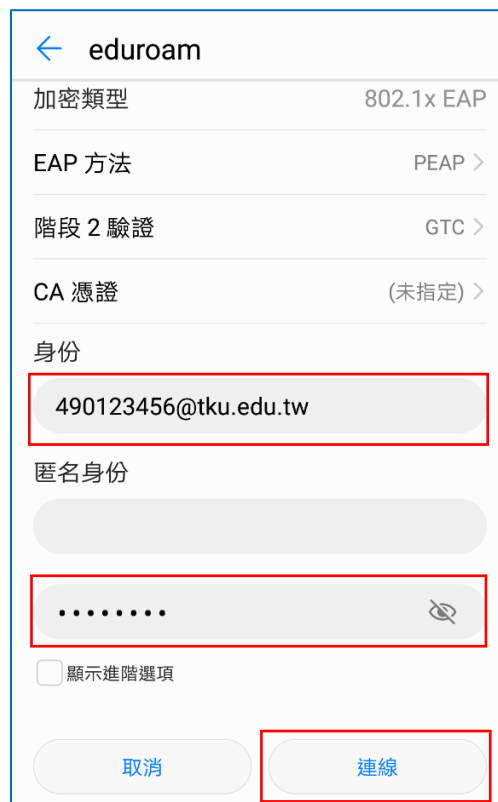 eduroam
加密類型 802.1x EAP
EAP 方法 PEAP
階段 2 驗證 GTC
CA 憑證 (未指定)
身份
490123456@tku.edu.tw
匿名身份
••••••••
顯示進階選項
取消 連線